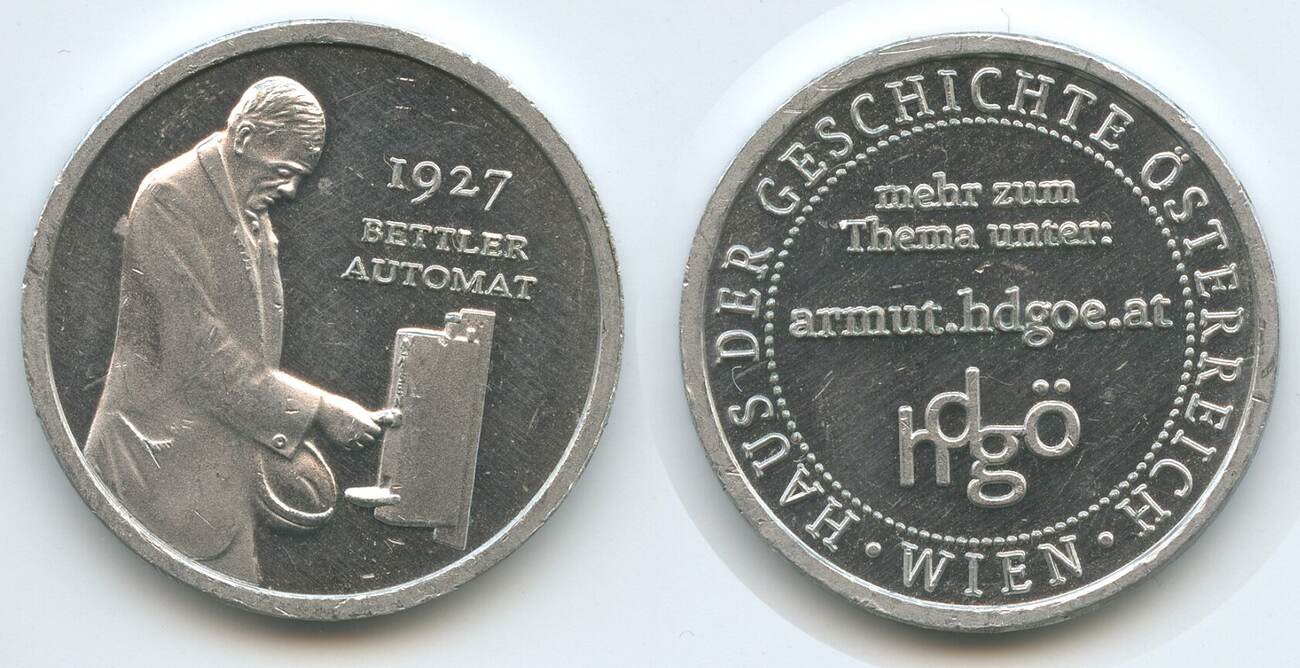 1927
BETTLER
AUTOMAT
HAUS DER GESCHICHTE ÖSTERREICH
· WIEN ·
mehr zum
Thema unter:
armut.hdgoe.at
hdgö